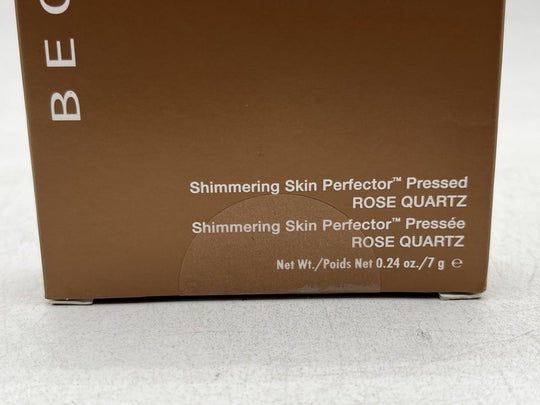 BEC
Shimmering Skin Perfector™ Pressed
ROSE QUARTZ
Shimmering Skin Perfector™ Pressée
ROSE QUARTZ
Net Wt./Poids Net 0.24 oz./7 g ℮